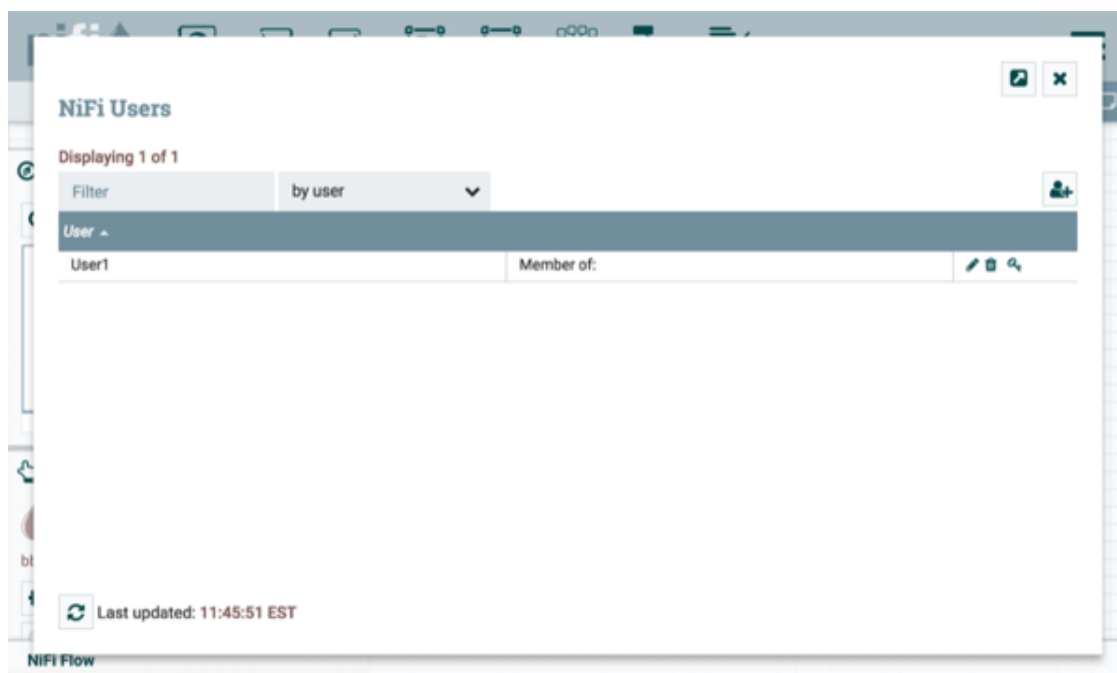 nifi
NiFi Users
Displaying 1 of 1
Filter
by user
User
User1
Member of:
Last updated: 11:45:51 EST
NiFi Flow